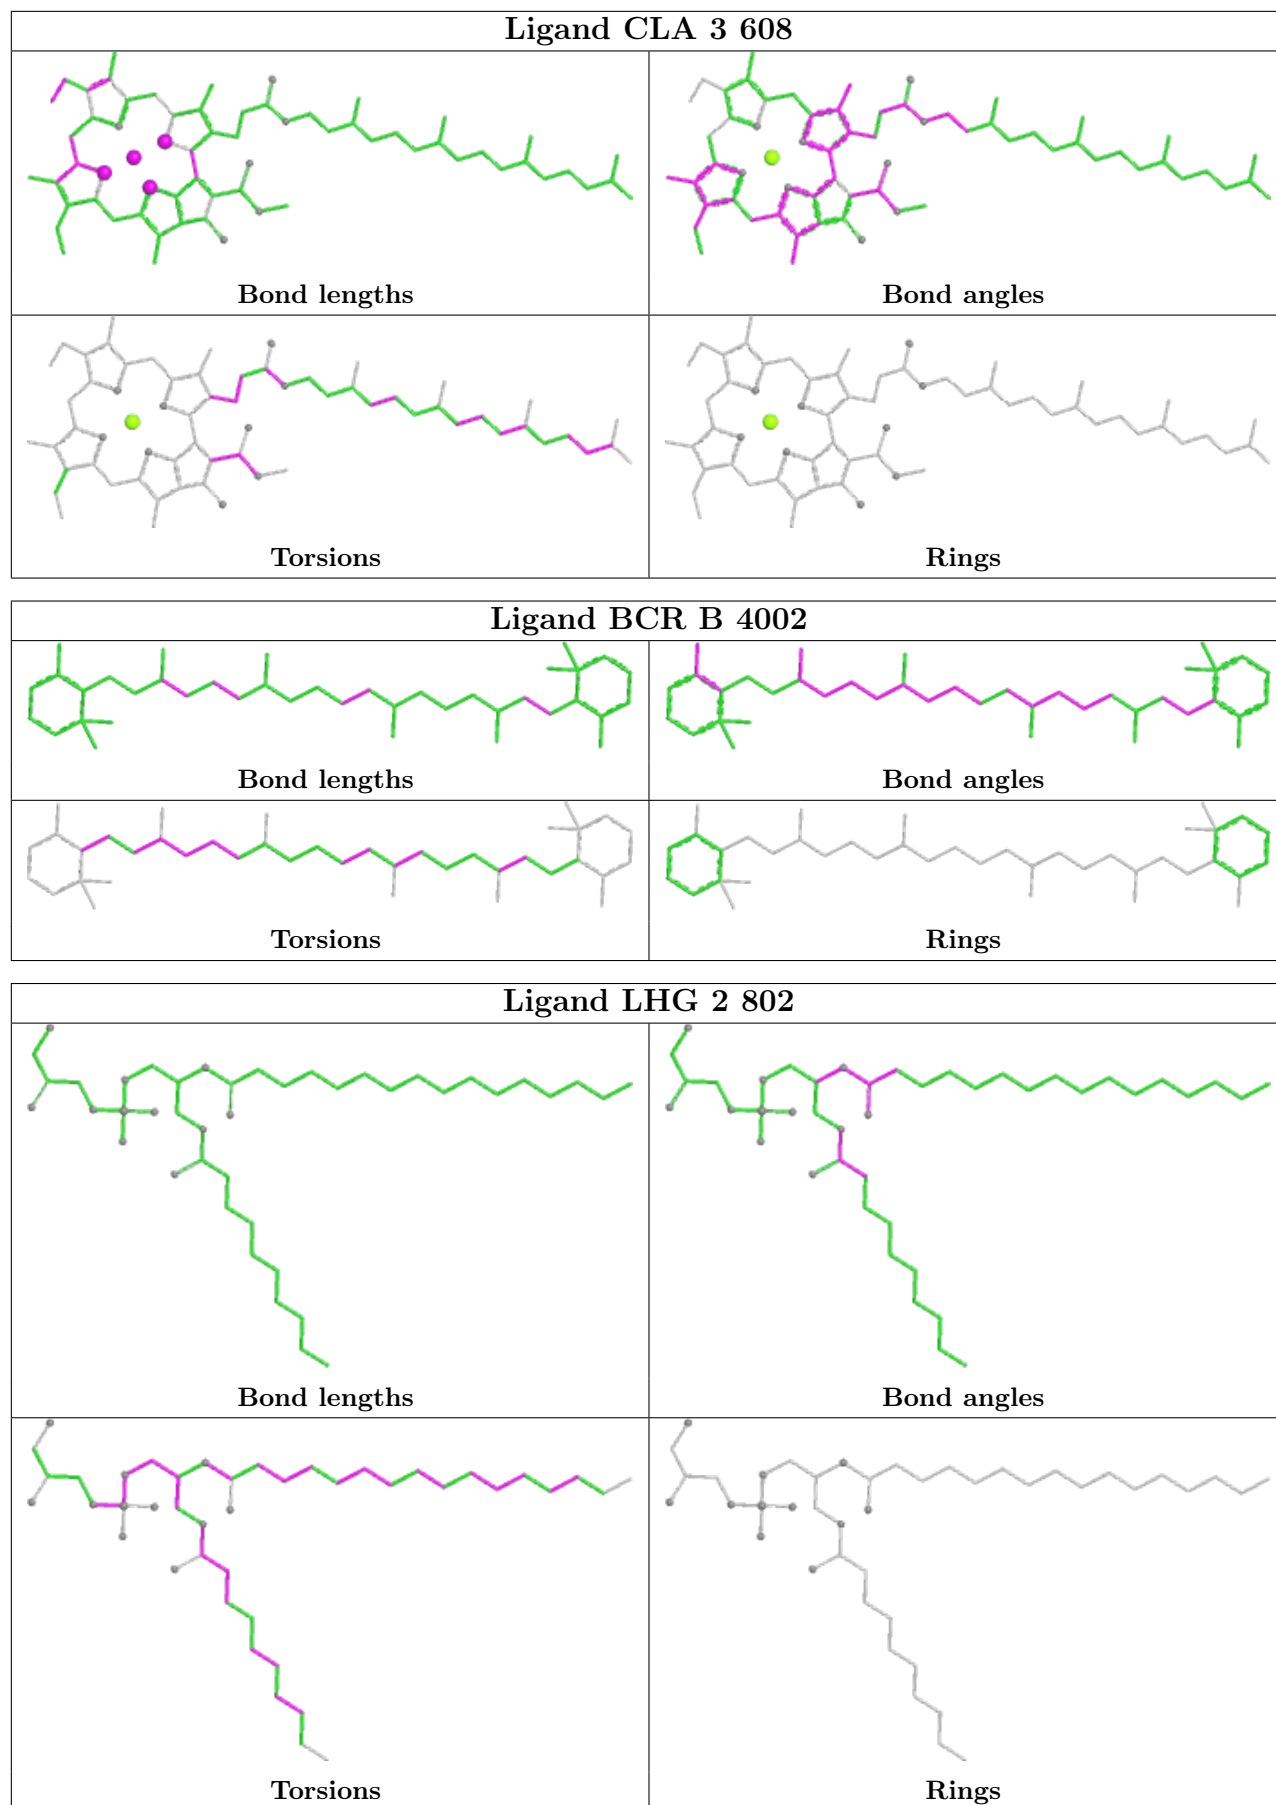 Ligand CLA 3 608
Bond lengths
Bond angles
Torsions
Rings
Ligand BCR B 4002
Bond lengths
Bond angles
Torsions
Rings
Ligand LHG 2 802
Bond lengths
Bond angles
Torsions
Rings